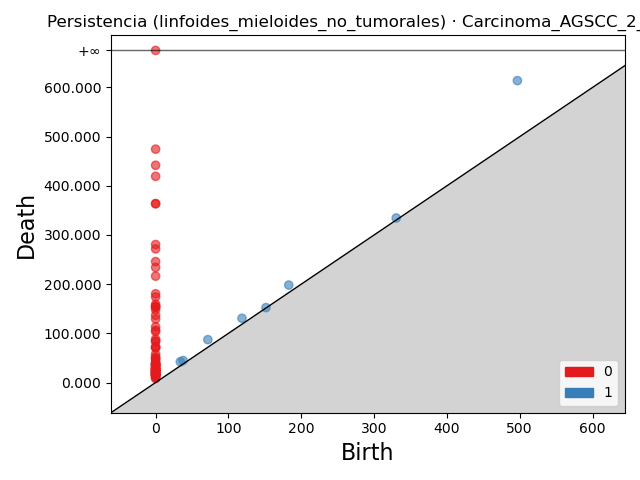 Persistencia (linfoides_mieloides_no_tumorales) · Carcinoma_AGSCC_2_
+∞
600.000
500.000
400.000
300.000
200.000
100.000
0.000
Death
0
1
0 100 200 300 400 500 600
Birth